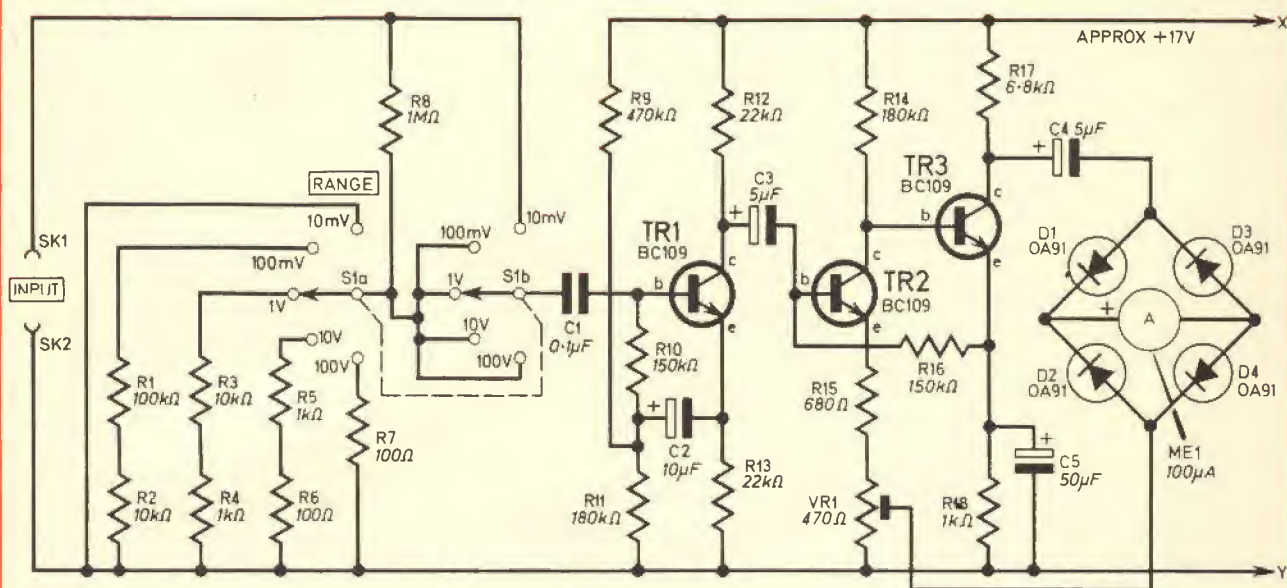 X
APPROX +17V
R8
1MΩ
R9
470kΩ
R12
22kΩ
R14
180kΩ
R17
6·8kΩ
+
C4 5μF
RANGE
10mV
100mV
1V
S1a
10V
100V
100mV
10mV
1V
S1b
10V
100V
SK1
INPUT
SK2
C1
0·1μF
TR1
BC109
b
c
e
+
C3
5μF
TR2
BC109
b
c
e
TR3
BC109
b
c
e
D1
OA91
D3
OA91
+
A
D2
OA91
D4
OA91
ME1
100μA
R1
100kΩ
R2
10kΩ
R3
10kΩ
R4
1kΩ
R5
1kΩ
R6
100Ω
R7
100Ω
R10
150kΩ
+
C2
10μF
R11
180kΩ
R13
22kΩ
R15
680Ω
R16
150kΩ
VR1
470Ω
R18
1kΩ
+
C5
50μF
Y